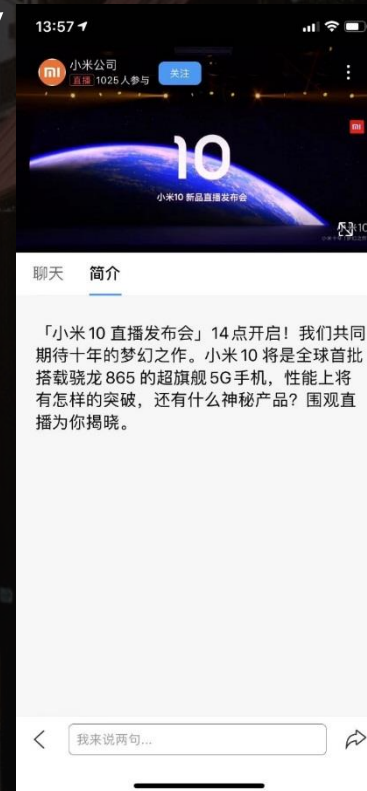 13:57
小米公司
直播 1025人参与
关注
10
小米10 新品直播发布会
聊天 简介
「小米10 直播发布会」14点开启！我们共同
期待十年的梦幻之作。小米10 将是全球首批
搭载骁龙 865 的超旗舰5G手机，性能上将
有怎样的突破，还有什么神秘产品？围观直
播为你揭晓。
我来说两句...